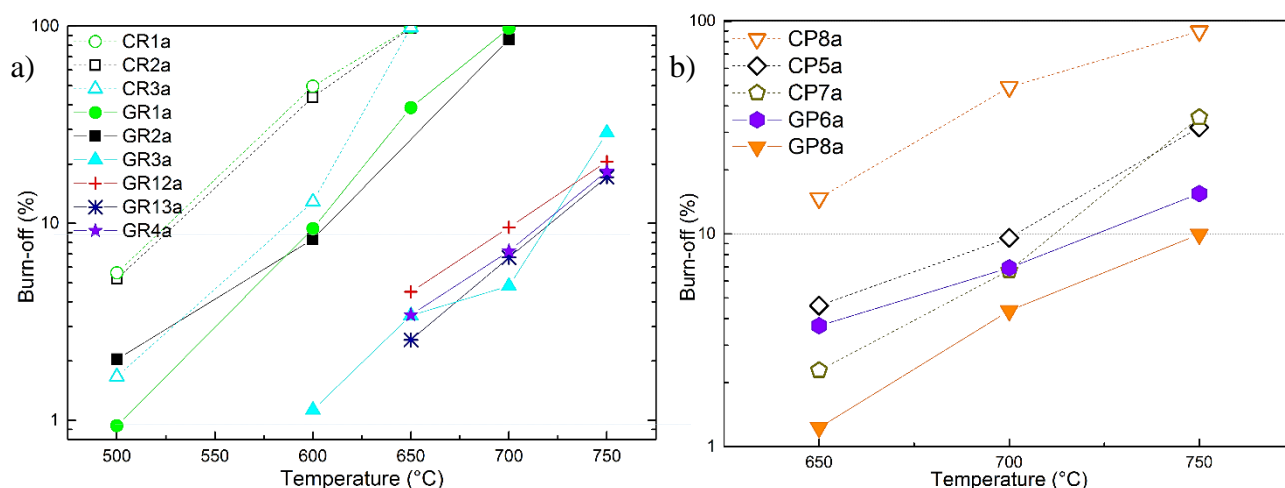 a)
CR1a
CR2a
CR3a
GR1a
GR2a
GR3a
GR12a
GR13a
GR4a
Burn-off (%)
100
10
1
500
550
600
650
700
750
Temperature (°C)
b)
CP8a
CP5a
CP7a
GP6a
GP8a
Burn-off (%)
100
10
1
650
700
750
Temperature (°C)